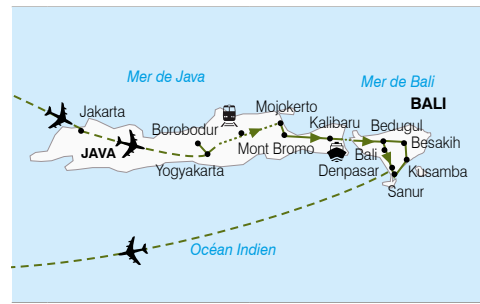 Mer de Java
Mer de Bali
BALI
Jakarta
Mojokerto
Kalibaru
Borobodur
Bedugul
Besakih
JAVA
Mont Bromo
Bali
Yogyakarta
Denpasar
Kusamba
Sanur
Océan Indien